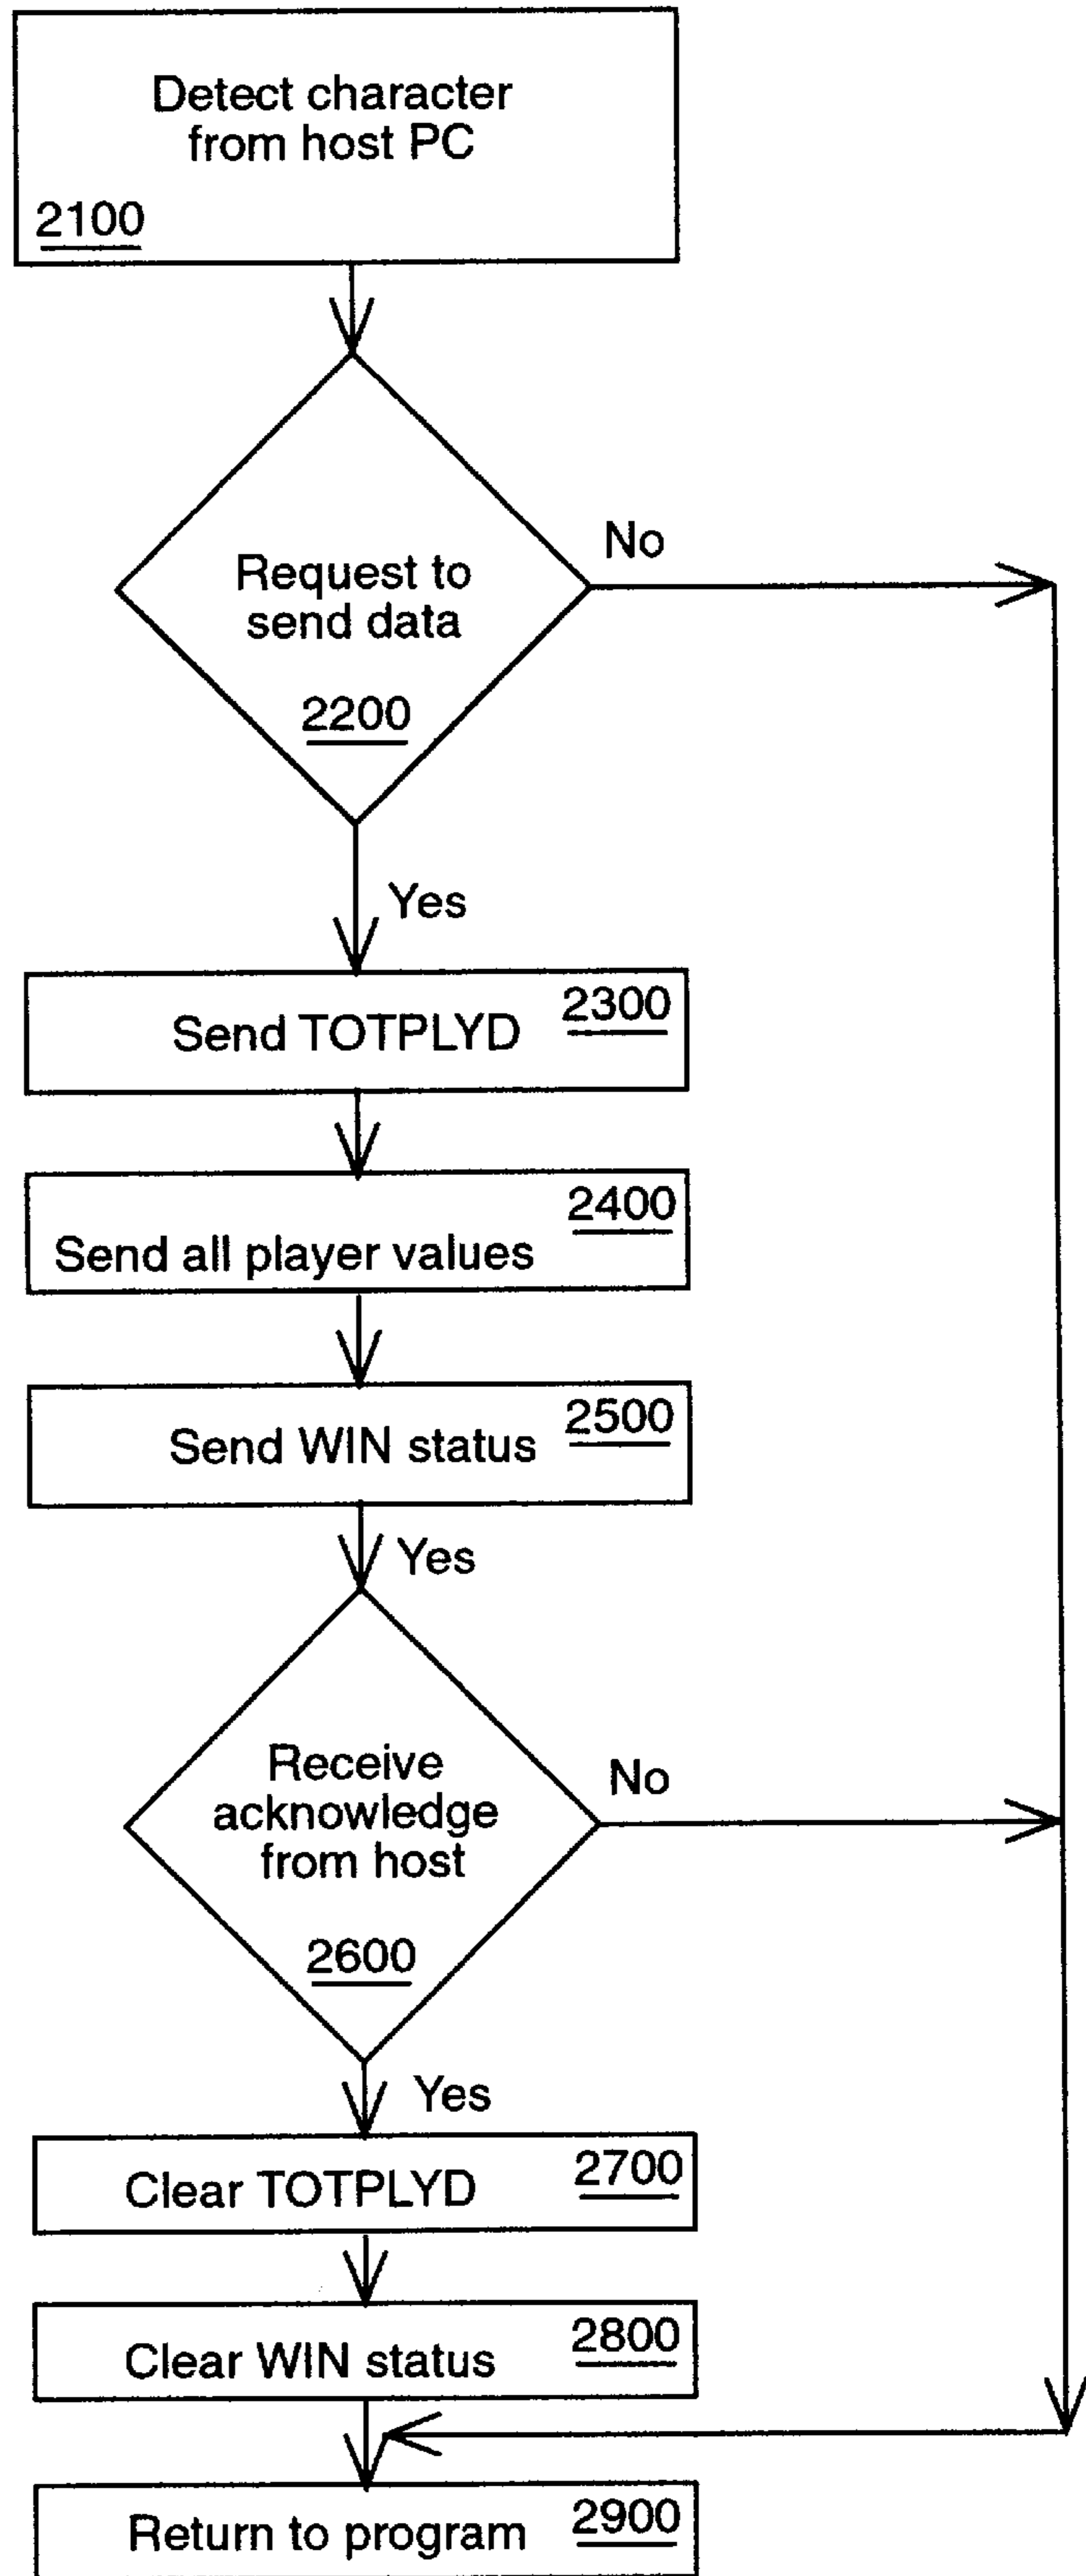 Detect character
from host PC
2100
No
Request to
send data
2200
Yes
2300
Send TOTPLYD
2400
Send all player values
2500
Send WIN status
Yes
Receive
acknowledge
from host
No
2600
Yes
Clear TOTPLYD 2700
Clear WIN status 2800
Return to program 2900